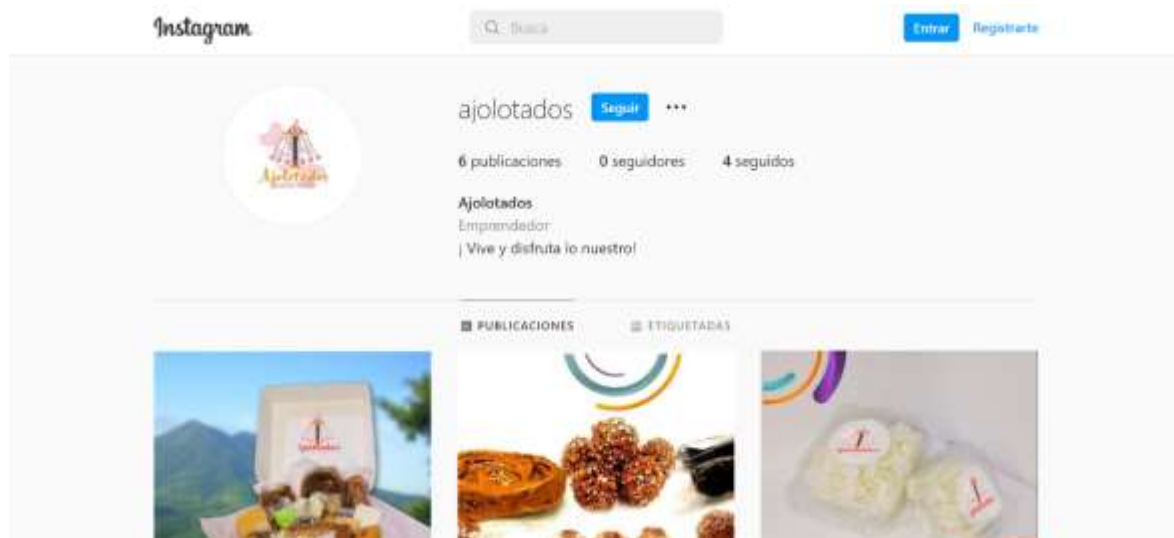 Instagram
Busca
Entrar
Registrarte
ajolotados
Seguir
6 publicaciones
0 seguidores
4 seguidos
Ajolotados
Emprendedor
¡ Vive y disfruta lo nuestro!
Ajolotados
PUBLICACIONES
ETIQUETADAS